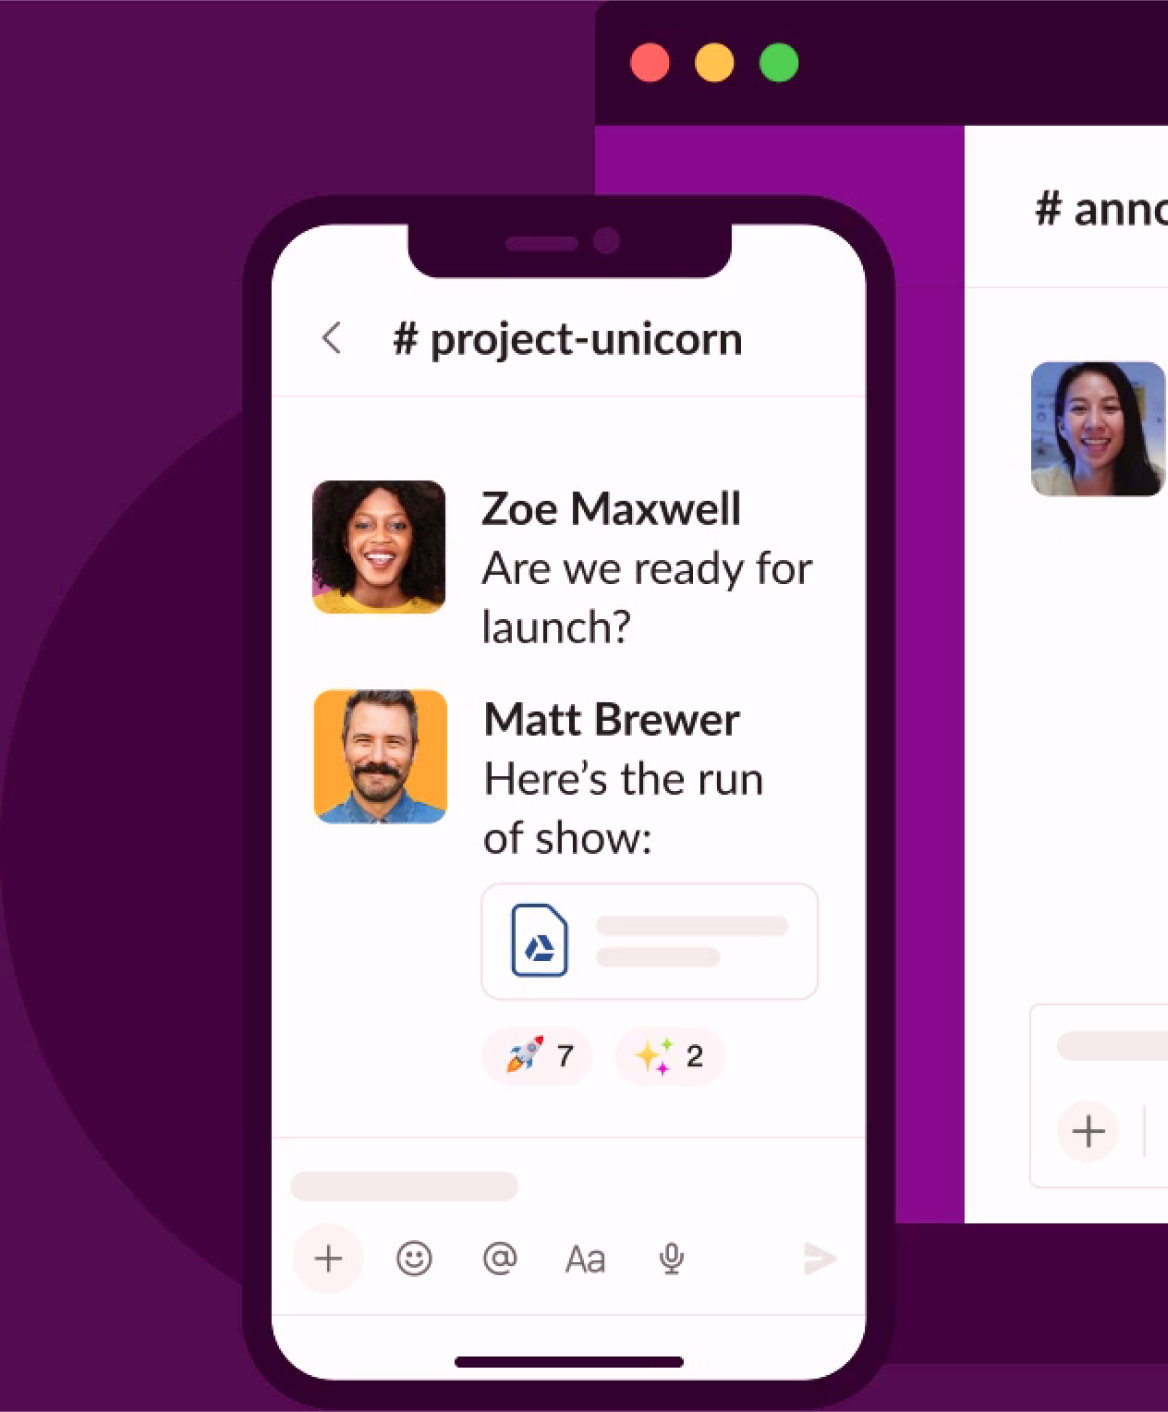 # project-unicorn
Zoe Maxwell
Are we ready for
launch?
Matt Brewer
Here’s the run
of show:
7
2
@
Aa
# anno